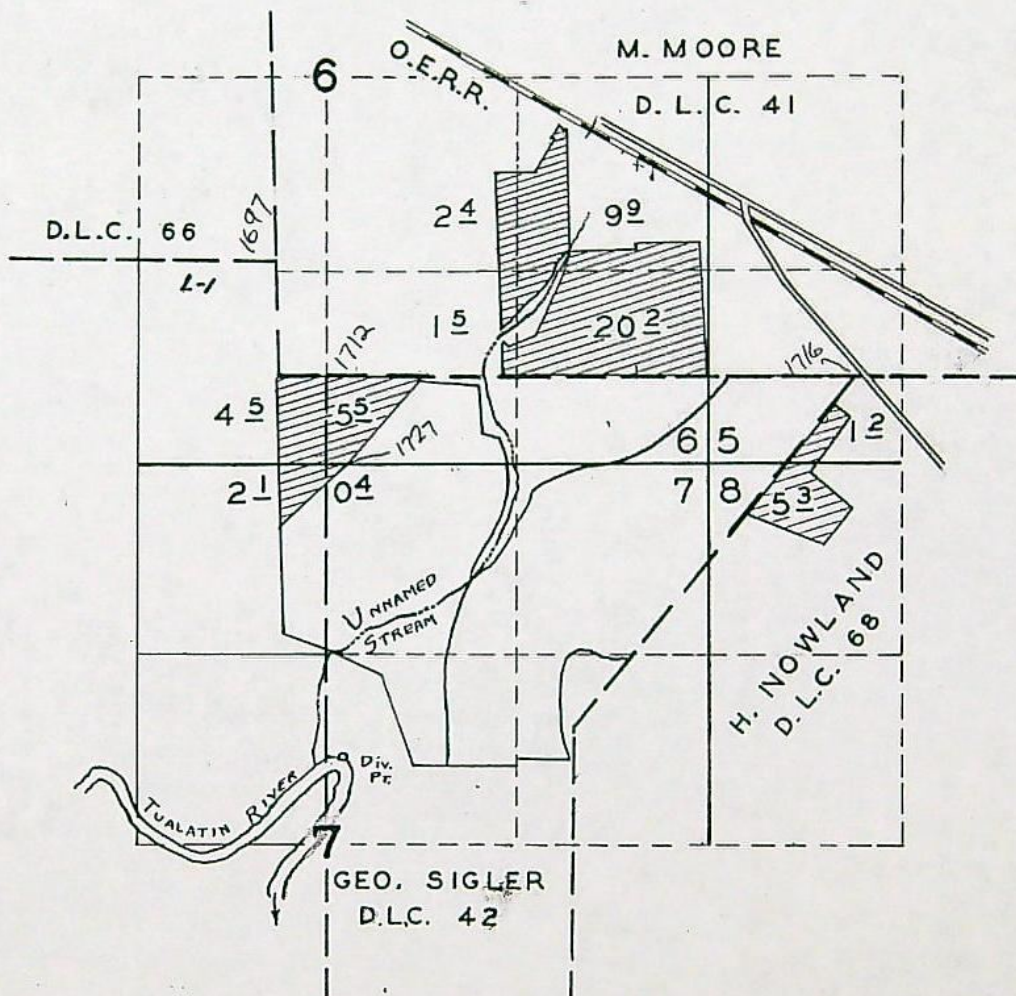 M. MOORE
6
O.E.R.R.
D.L.C. 41
2 4
9 9
D.L.C. 66
1697
L-1
1 5
1712
20 2
1716
4 5
5 5
1727
6 5
1 2
2 1
0 4
7 8
5 3
UNNAMED
STREAM
H. NOWLAND
D.L.C. 68
Div.
Pt.
TUALATIN RIVER
7
GEO. SIGLER
D.L.C. 42